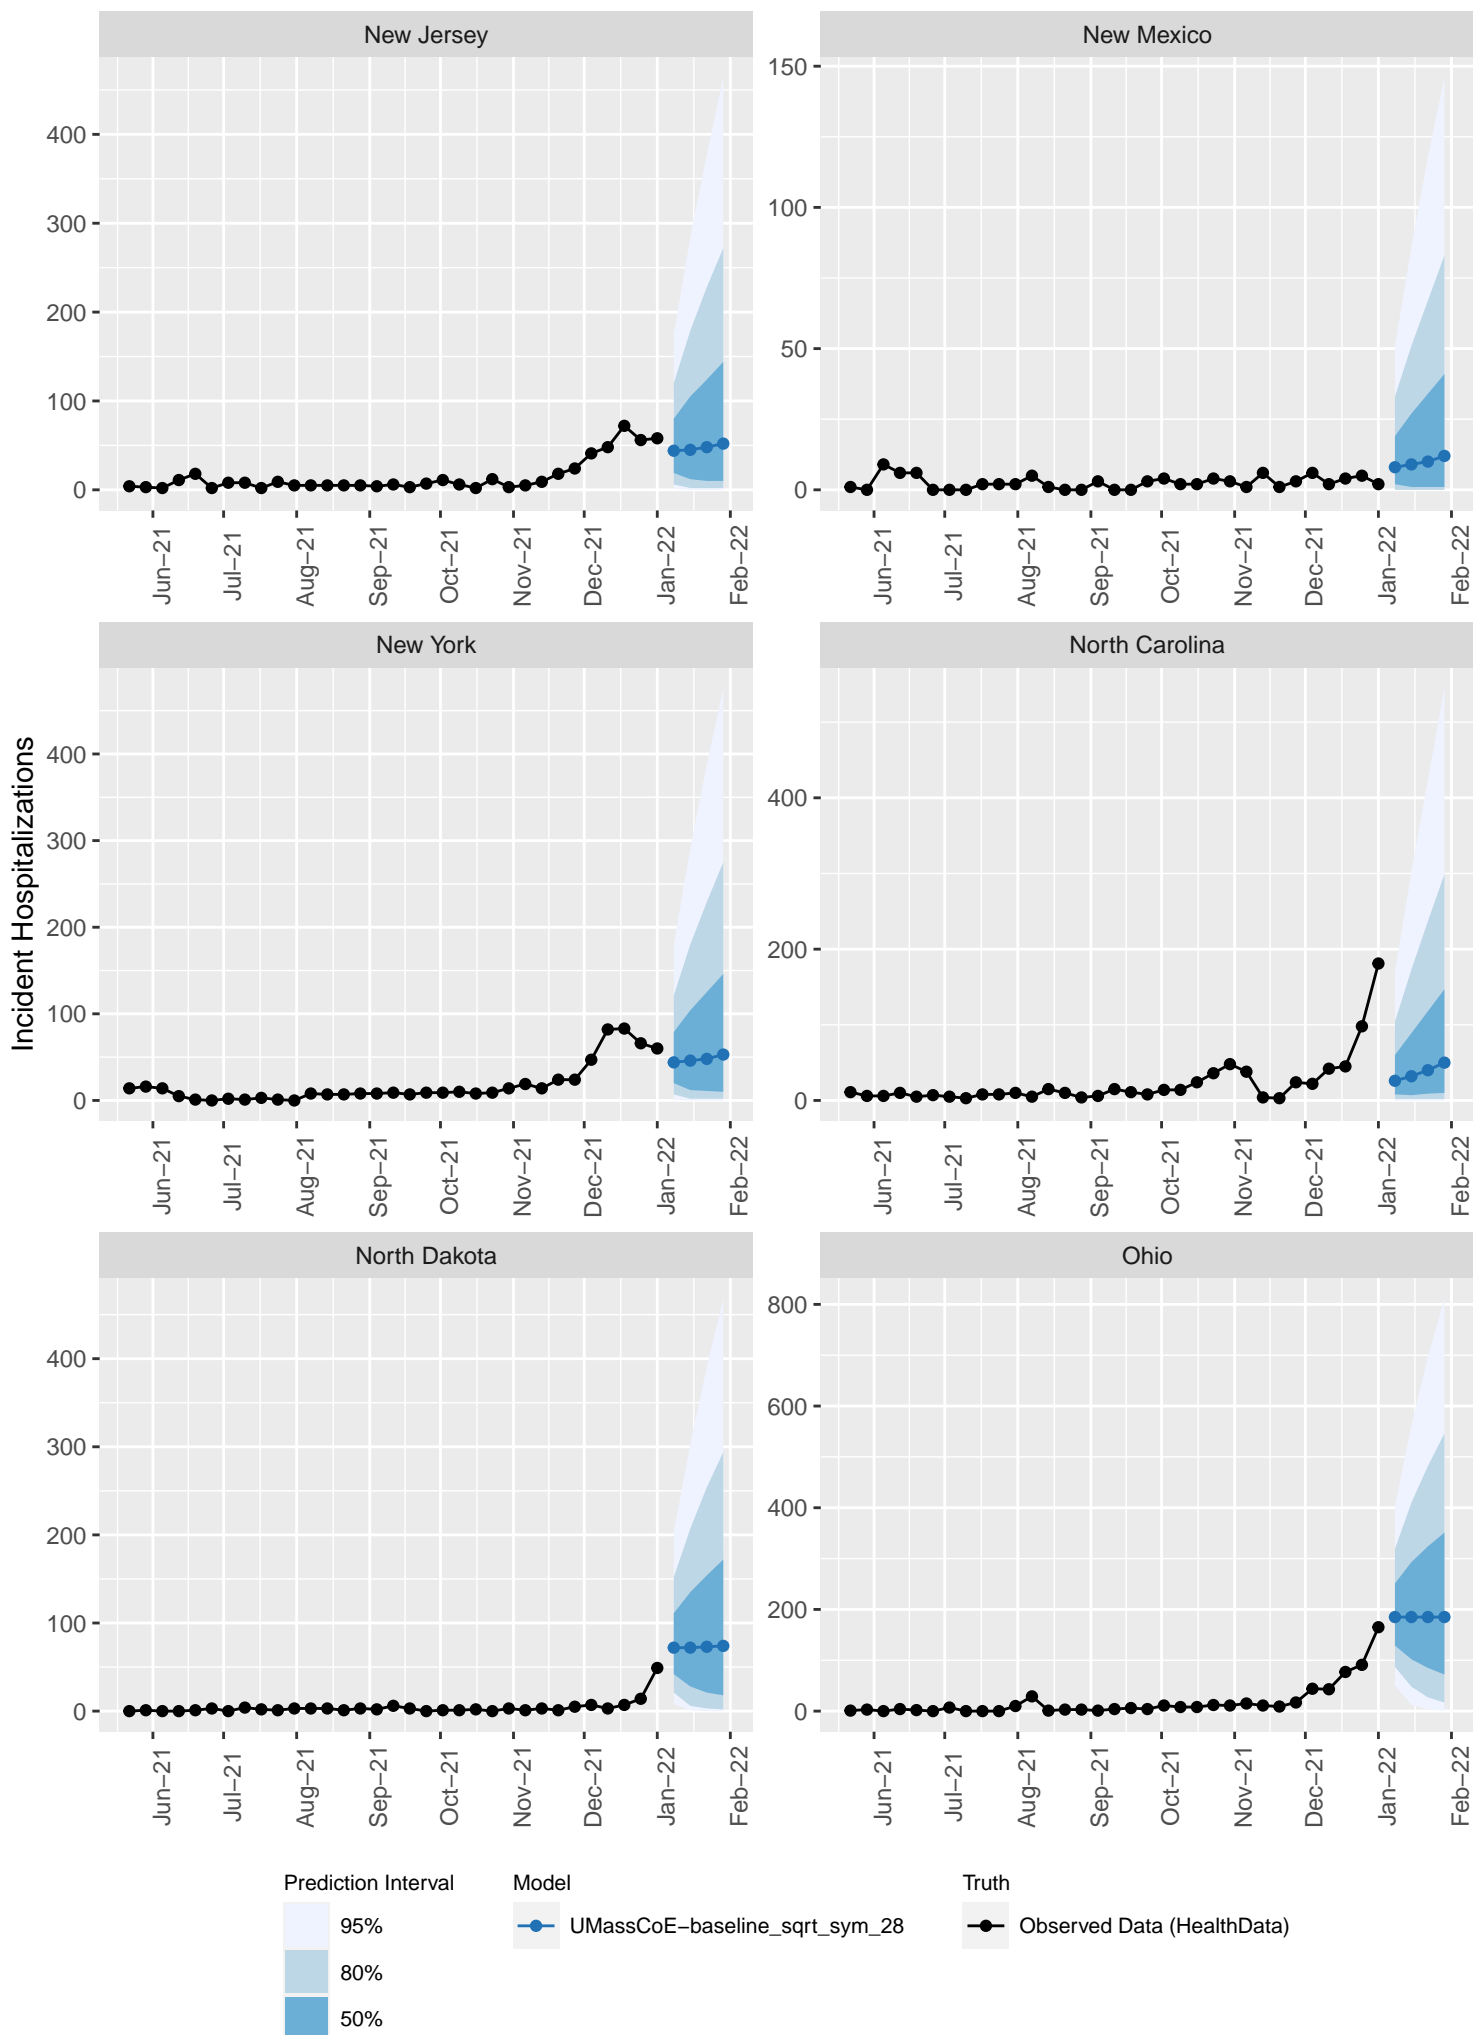 New Jersey
New Mexico
400
300
200
100
0
150
100
50
0
Jun−21
Jul−21
Aug−21
Sep−21
Oct−21
Nov−21
Dec−21
Jan−22
Feb−22
Jun−21
Jul−21
Aug−21
Sep−21
Oct−21
Nov−21
Dec−21
Jan−22
Feb−22
Incident Hospitalizations
New York
North Carolina
400
300
200
100
0
400
200
0
Jun−21
Jul−21
Aug−21
Sep−21
Oct−21
Nov−21
Dec−21
Jan−22
Feb−22
Jun−21
Jul−21
Aug−21
Sep−21
Oct−21
Nov−21
Dec−21
Jan−22
Feb−22
North Dakota
Ohio
400
300
200
100
0
800
600
400
200
0
Jun−21
Jul−21
Aug−21
Sep−21
Oct−21
Nov−21
Dec−21
Jan−22
Feb−22
Jun−21
Jul−21
Aug−21
Sep−21
Oct−21
Nov−21
Dec−21
Jan−22
Feb−22
Prediction Interval
95%
80%
50%
Model
UMassCoE−baseline_sqrt_sym_28
Truth
Observed Data (HealthData)